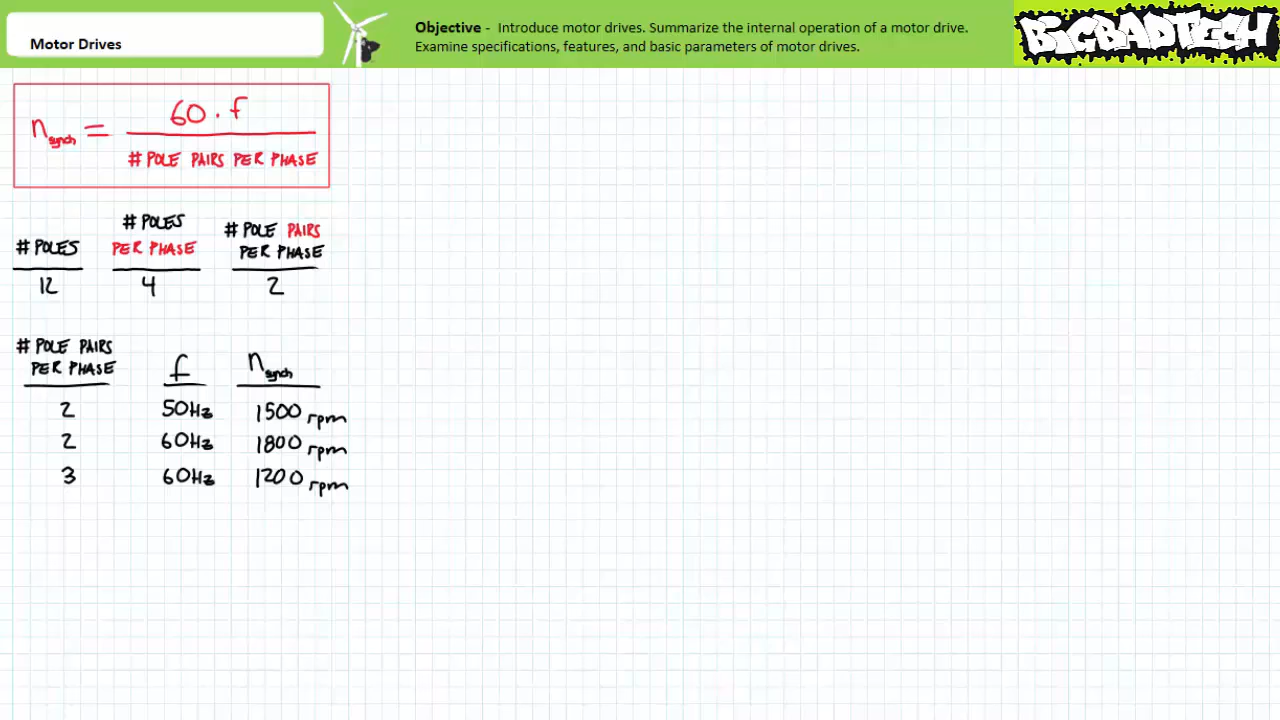 Motor Drives
Objective - Introduce motor drives. Summarize the internal operation of a motor drive.
Examine specifications, features, and basic parameters of motor drives.
BIGBADTECH
n synch = 60 · f
# POLE PAIRS PER PHASE
# POLES
# POLES PER PHASE
# POLE PAIRS PER PHASE
12 4 2
# POLE PAIRS PER PHASE
f
n synch
2 50Hz 1500 rpm
2 60Hz 1800 rpm
3 60Hz 1200 rpm